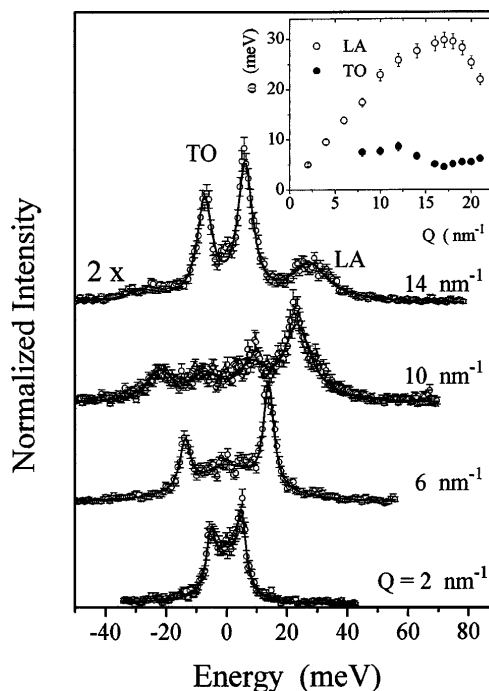 ω (meV)
30
20
10
0
LA
TO
0
5
10
15
20
Q ( nm⁻¹
TO
LA
2 x
14 nm⁻¹
10 nm⁻¹
6 nm⁻¹
Q = 2 nm⁻¹
Normalized Intensity
-40
-20
0
20
40
60
80
Energy (meV)